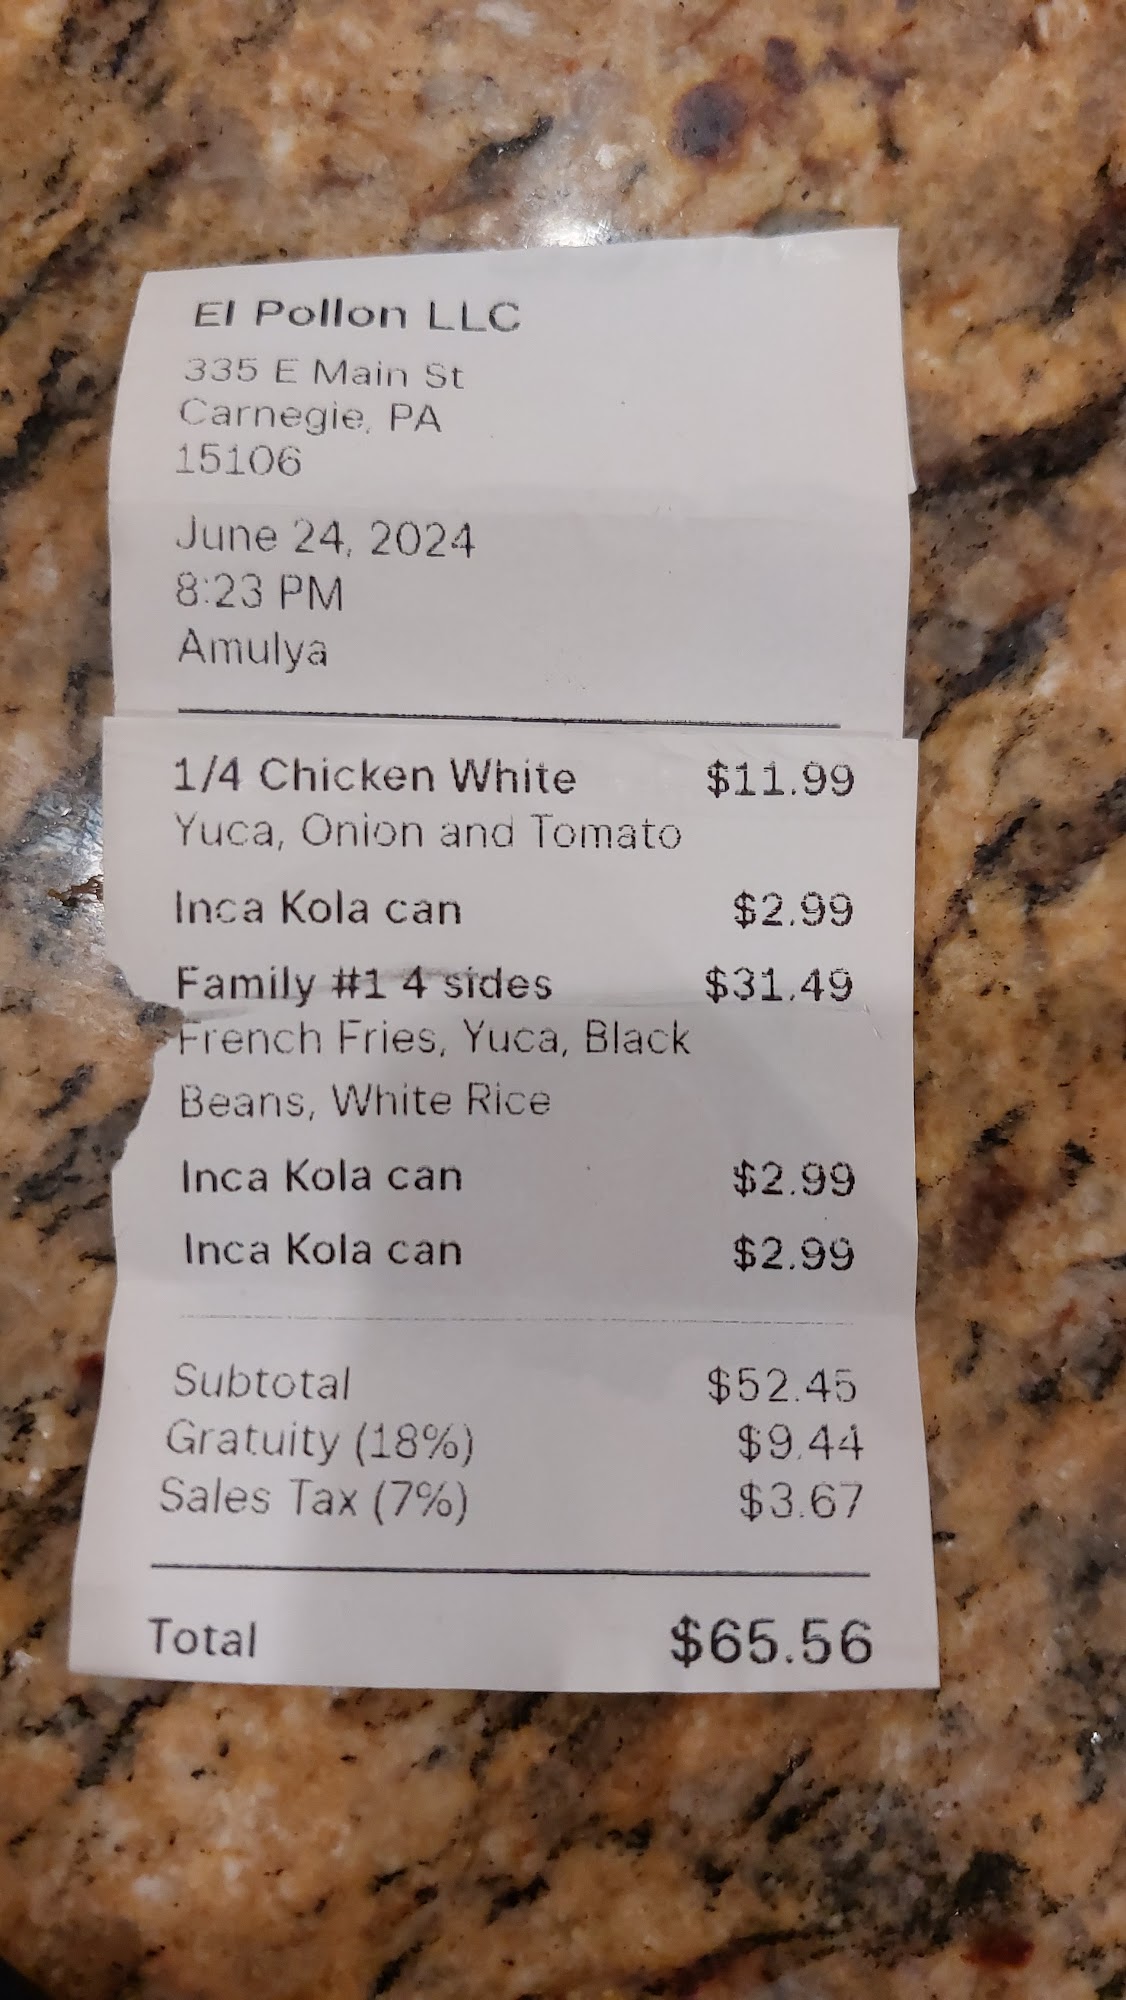 El Pollon LLC
335 E Main St
Carnegie, PA
15106
June 24, 2024
8:23 PM
Amulya
1/4 Chicken White $11.99
Yuca, Onion and Tomato
Inca Kola can $2.99
Family #1 4 sides $31.49
French Fries, Yuca, Black
Beans, White Rice
Inca Kola can $2.99
Inca Kola can $2.99
Subtotal $52.45
Gratuity (18%) $9.44
Sales Tax (7%) $3.67
Total $65.56